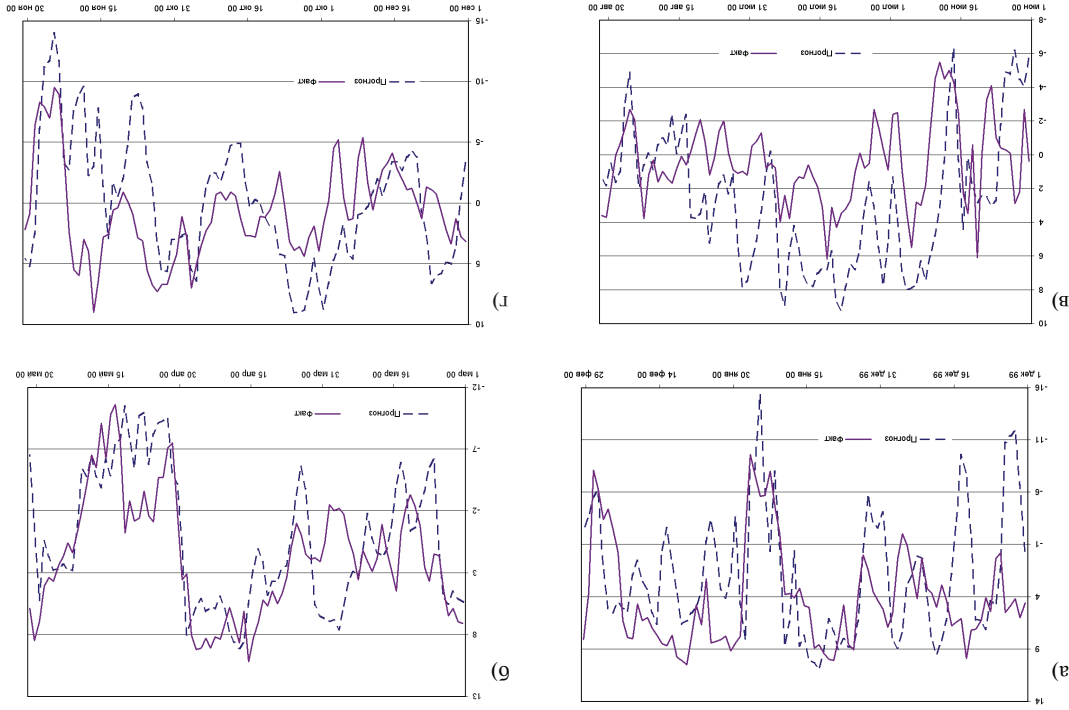 а)
14
9
4
-1
-6
-11
-16
Прогноз Факт
1 дек 99 16 дек 99 31 дек 99 15 янв 00 30 янв 00 14 фев 00 29 фев 00
б)
13
8
3
-2
-7
-12
Прогноз Факт
1 мар 00 16 мар 00 31 мар 00 15 апр 00 30 апр 00 15 май 00 30 май 00
в)
10
8
6
4
2
0
-2
-4
-6
-8
Прогноз Факт
1 июн 00 16 июн 00 1 июл 00 16 июл 00 31 июл 00 15 авг 00 30 авг 00
г)
10
5
0
-5
-10
-15
Прогноз Факт
1 сен 00 16 сен 00 1 окт 00 16 окт 00 31 окт 00 15 ноя 00 30 ноя 00